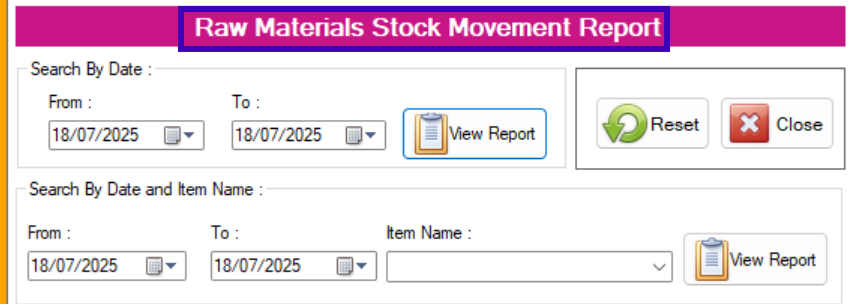 Raw Materials Stock Movement Report
Search By Date :
From : To :
18/07/2025 18/07/2025 View Report
Reset Close
Search By Date and Item Name :
From : To : Item Name :
18/07/2025 18/07/2025 View Report